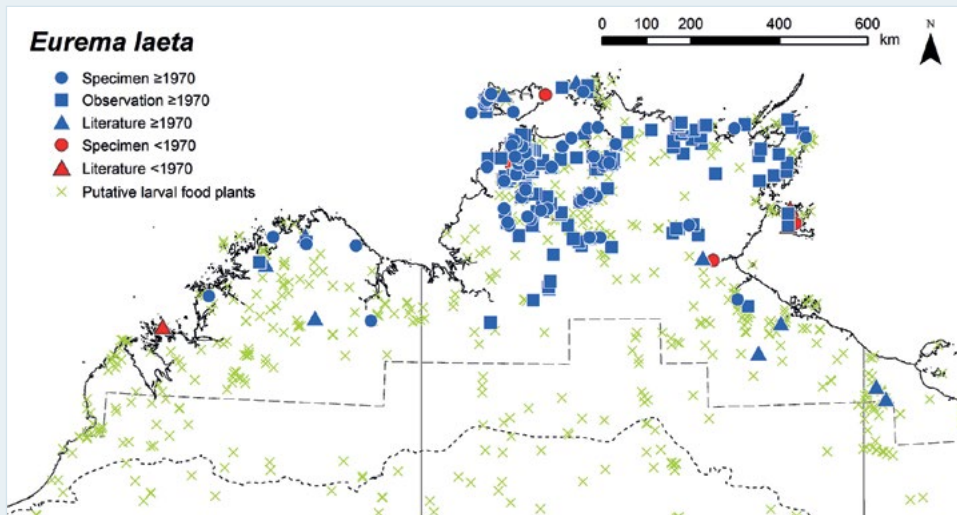 Eurema laeta
Specimen ≥1970
Observation ≥1970
Literature ≥1970
Specimen <1970
Literature <1970
Putative larval food plants
0 100 200 400 600
km
N